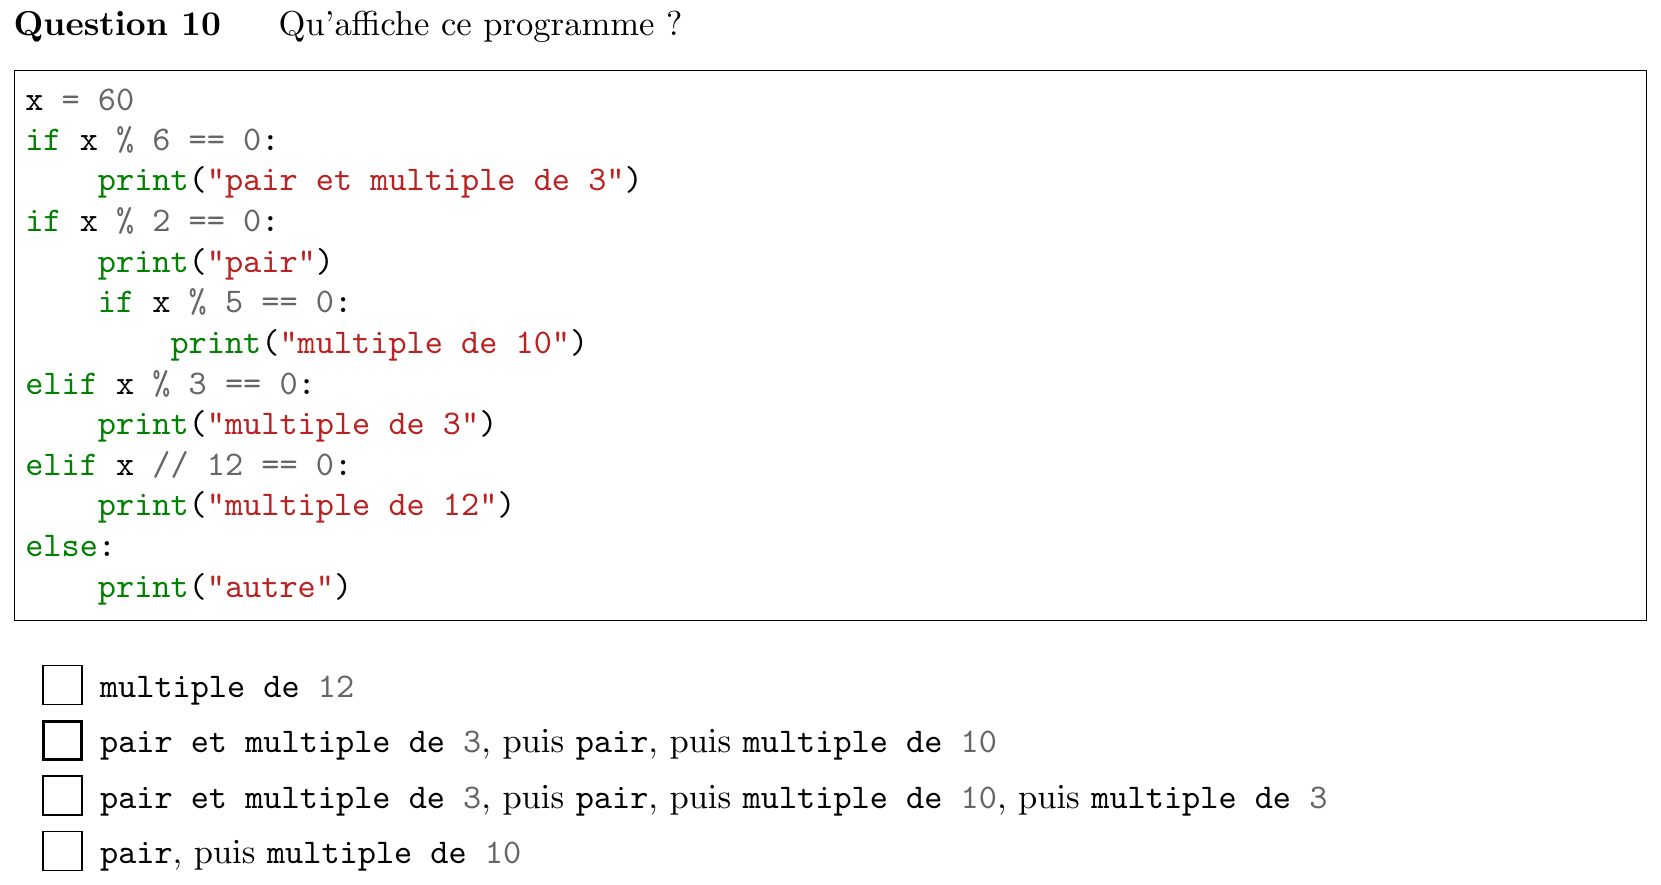 Question 10 Qu'affiche ce programme ?
x = 60
if x % 6 == 0:
    print("pair et multiple de 3")
if x % 2 == 0:
    print("pair")
    if x % 5 == 0:
        print("multiple de 10")
elif x % 3 == 0:
    print("multiple de 3")
elif x // 12 == 0:
    print("multiple de 12")
else:
    print("autre")
multiple de 12
pair et multiple de 3, puis pair, puis multiple de 10
pair et multiple de 3, puis pair, puis multiple de 10, puis multiple de 3
pair, puis multiple de 10